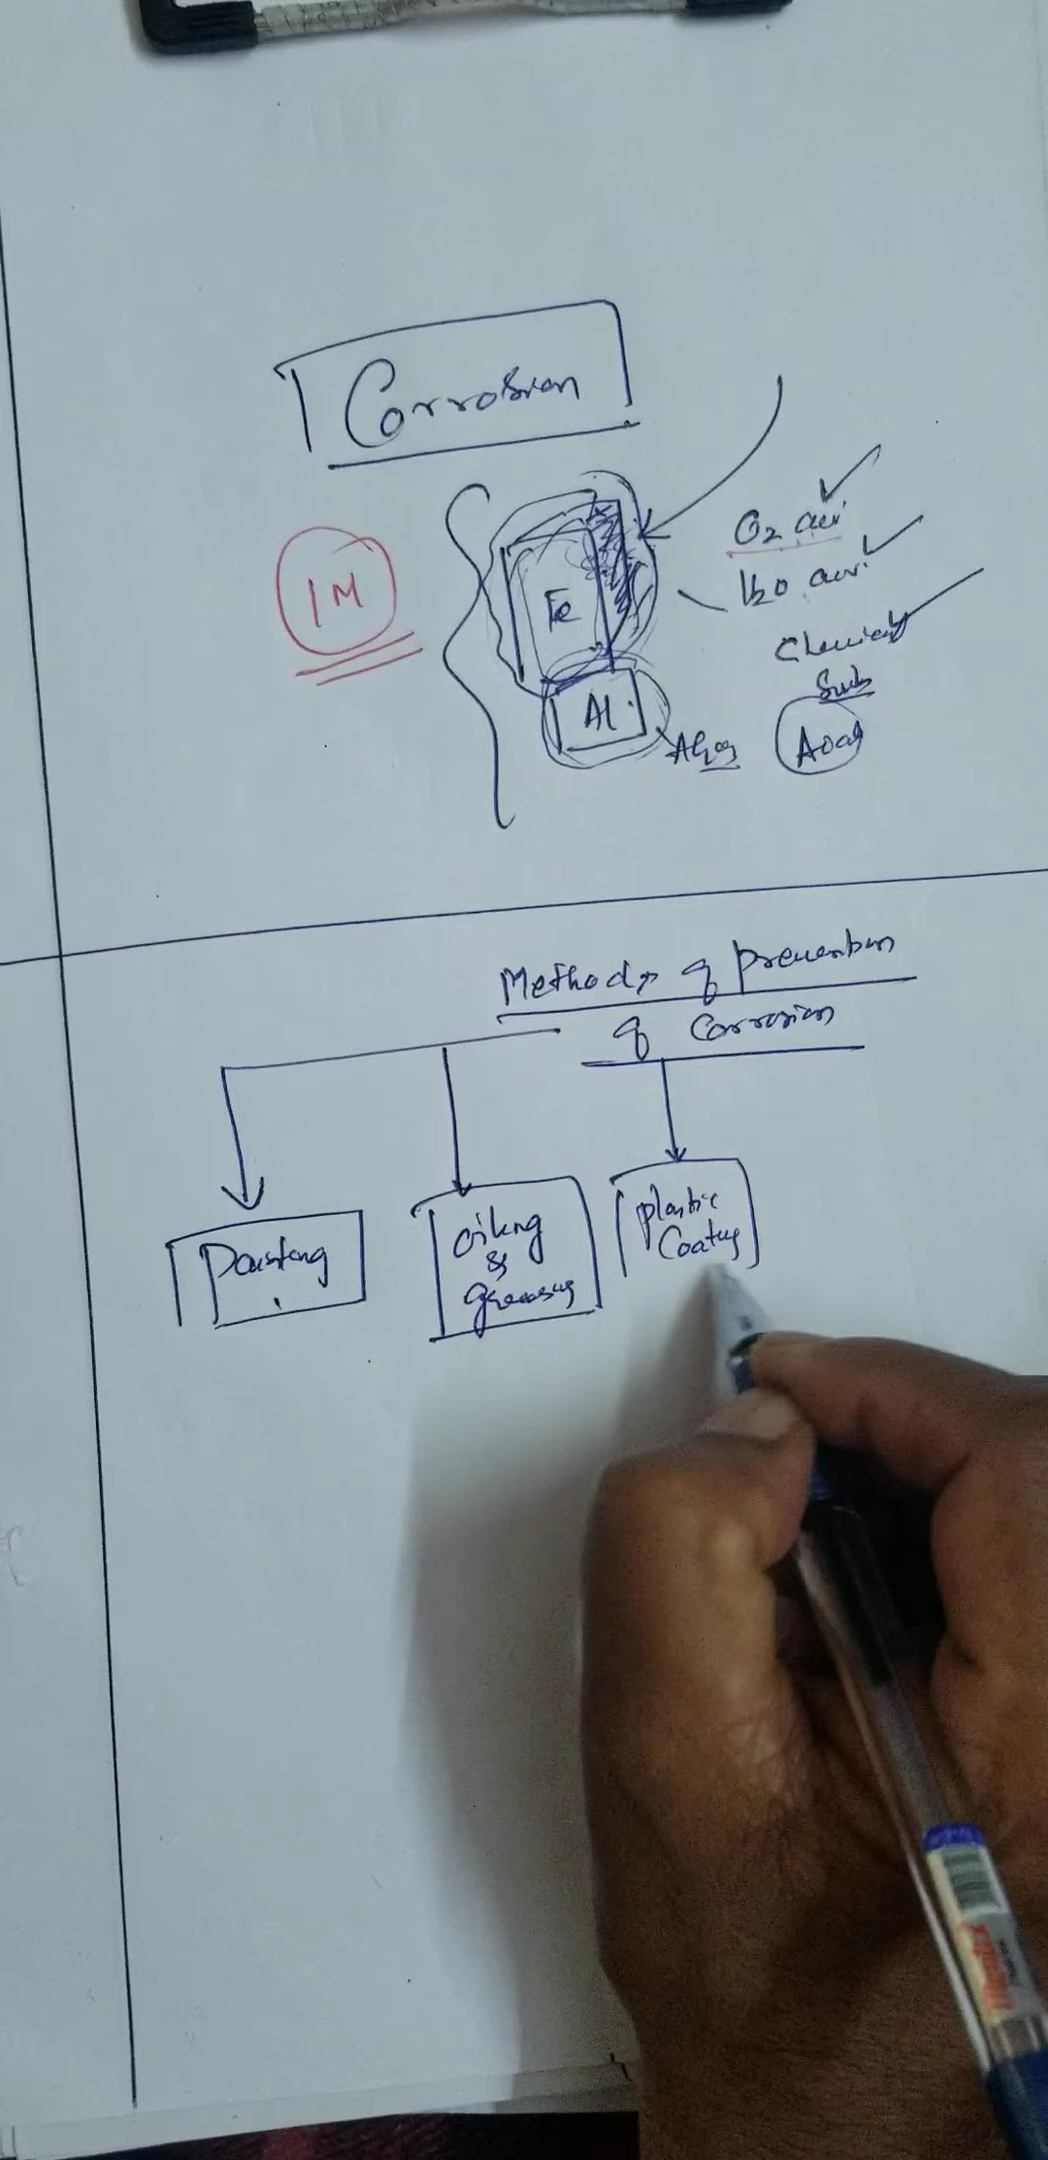 Corrosion
1M
Fe
O2 air
H2O air
Chemical
Sub
Al
Acid
Methods of prevention
of Corrosion
Painting
Oiling
&
greasing
plastic
Coating